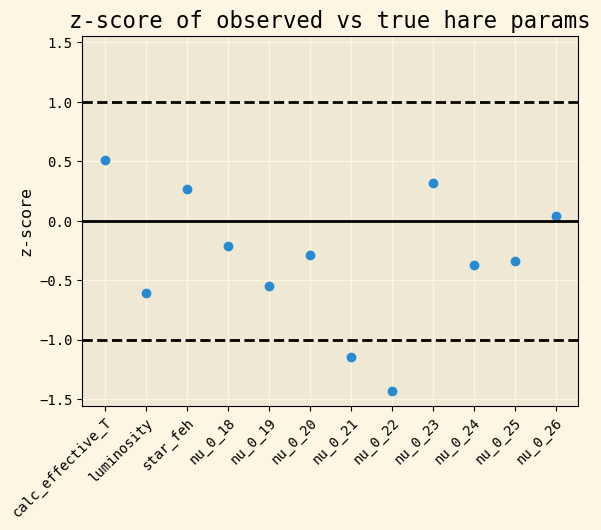 z-score of observed vs true hare params
z-score
1.5
1.0
0.5
0.0
−0.5
−1.0
−1.5
calc_effective_T
luminosity
star_feh
nu_0_18
nu_0_19
nu_0_20
nu_0_21
nu_0_22
nu_0_23
nu_0_24
nu_0_25
nu_0_26